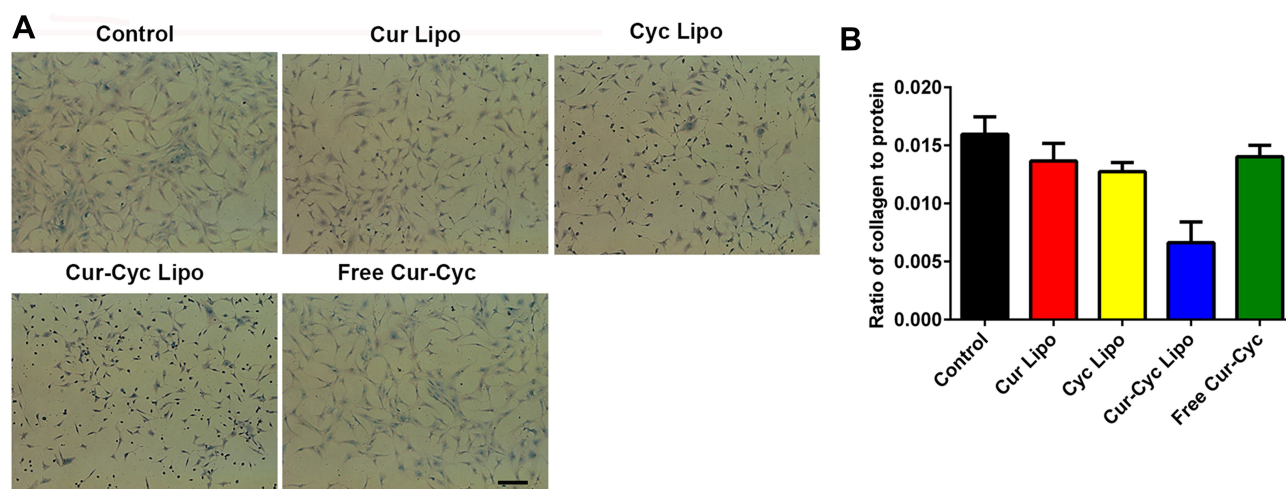 A
Control
Cur Lipo
Cyc Lipo
Cur-Cyc Lipo
Free Cur-Cyc
B
Ratio of collagen to protein
0.020
0.015
0.010
0.005
0.000
Control
Cur Lipo
Cyc Lipo
Cur-Cyc Lipo
Free Cur-Cyc